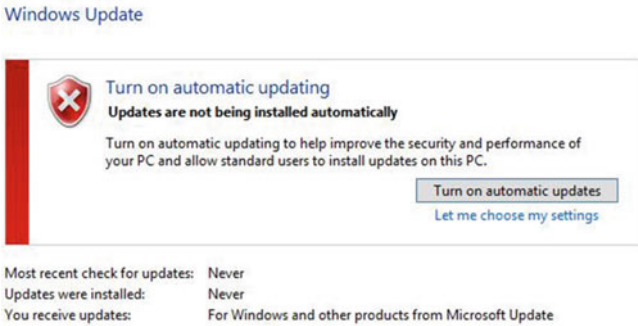 Windows Update
Turn on automatic updating
Updates are not being installed automatically
Turn on automatic updating to help improve the security and performance of
your PC and allow standard users to install updates on this PC.
Turn on automatic updates
Let me choose my settings
Most recent check for updates: Never
Updates were installed: Never
You receive updates: For Windows and other products from Microsoft Update